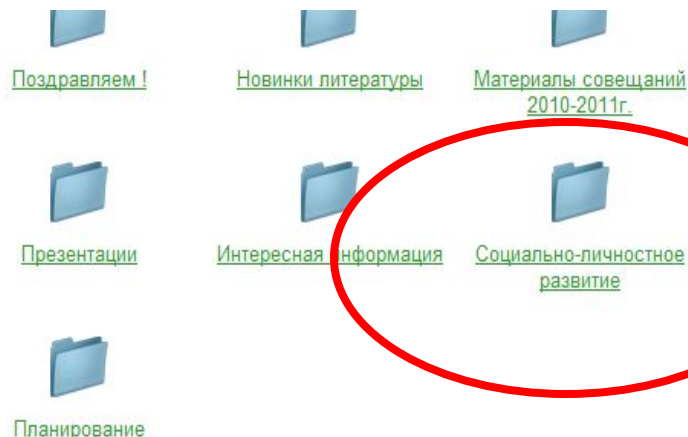 Поздравляем !
Новинки литературы
Материалы совещаний
2010-2011г.
Презентации
Интересная информация
Социально-личностное
развитие
Планирование